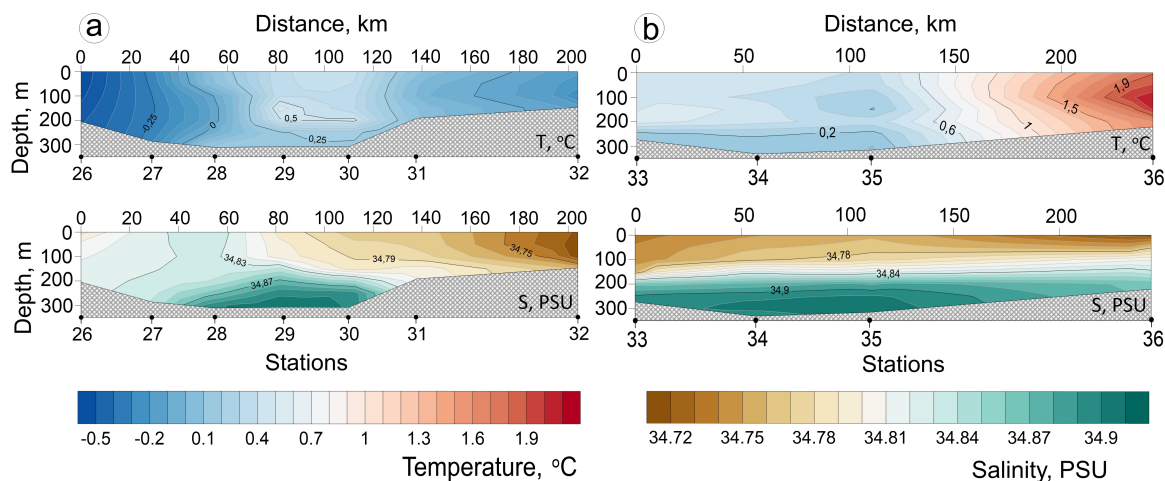 a
Distance, km
0 20 40 60 80 100 120 140 160 180 200
Depth, m
0
100
200
300
-0,25
0
0,5
0,25
T, °C
26 27 28 29 30 31 32
b
Distance, km
0 50 100 150 200
0
100
200
300
0,2
0,6
1
1,5
1,9
T, °C
33 34 35 36
0 20 40 60 80 100 120 140 160 180 200
Depth, m
0
100
200
300
34,83
34,87
34,79
34,75
S, PSU
26 27 28 29 30 31 32
Stations
0 50 100 150 200
0
100
200
300
34,78
34,84
34,9
S, PSU
33 34 35 36
Stations
-0.5 -0.2 0.1 0.4 0.7 1 1.3 1.6 1.9
Temperature, °C
34.72 34.75 34.78 34.81 34.84 34.87 34.9
Salinity, PSU